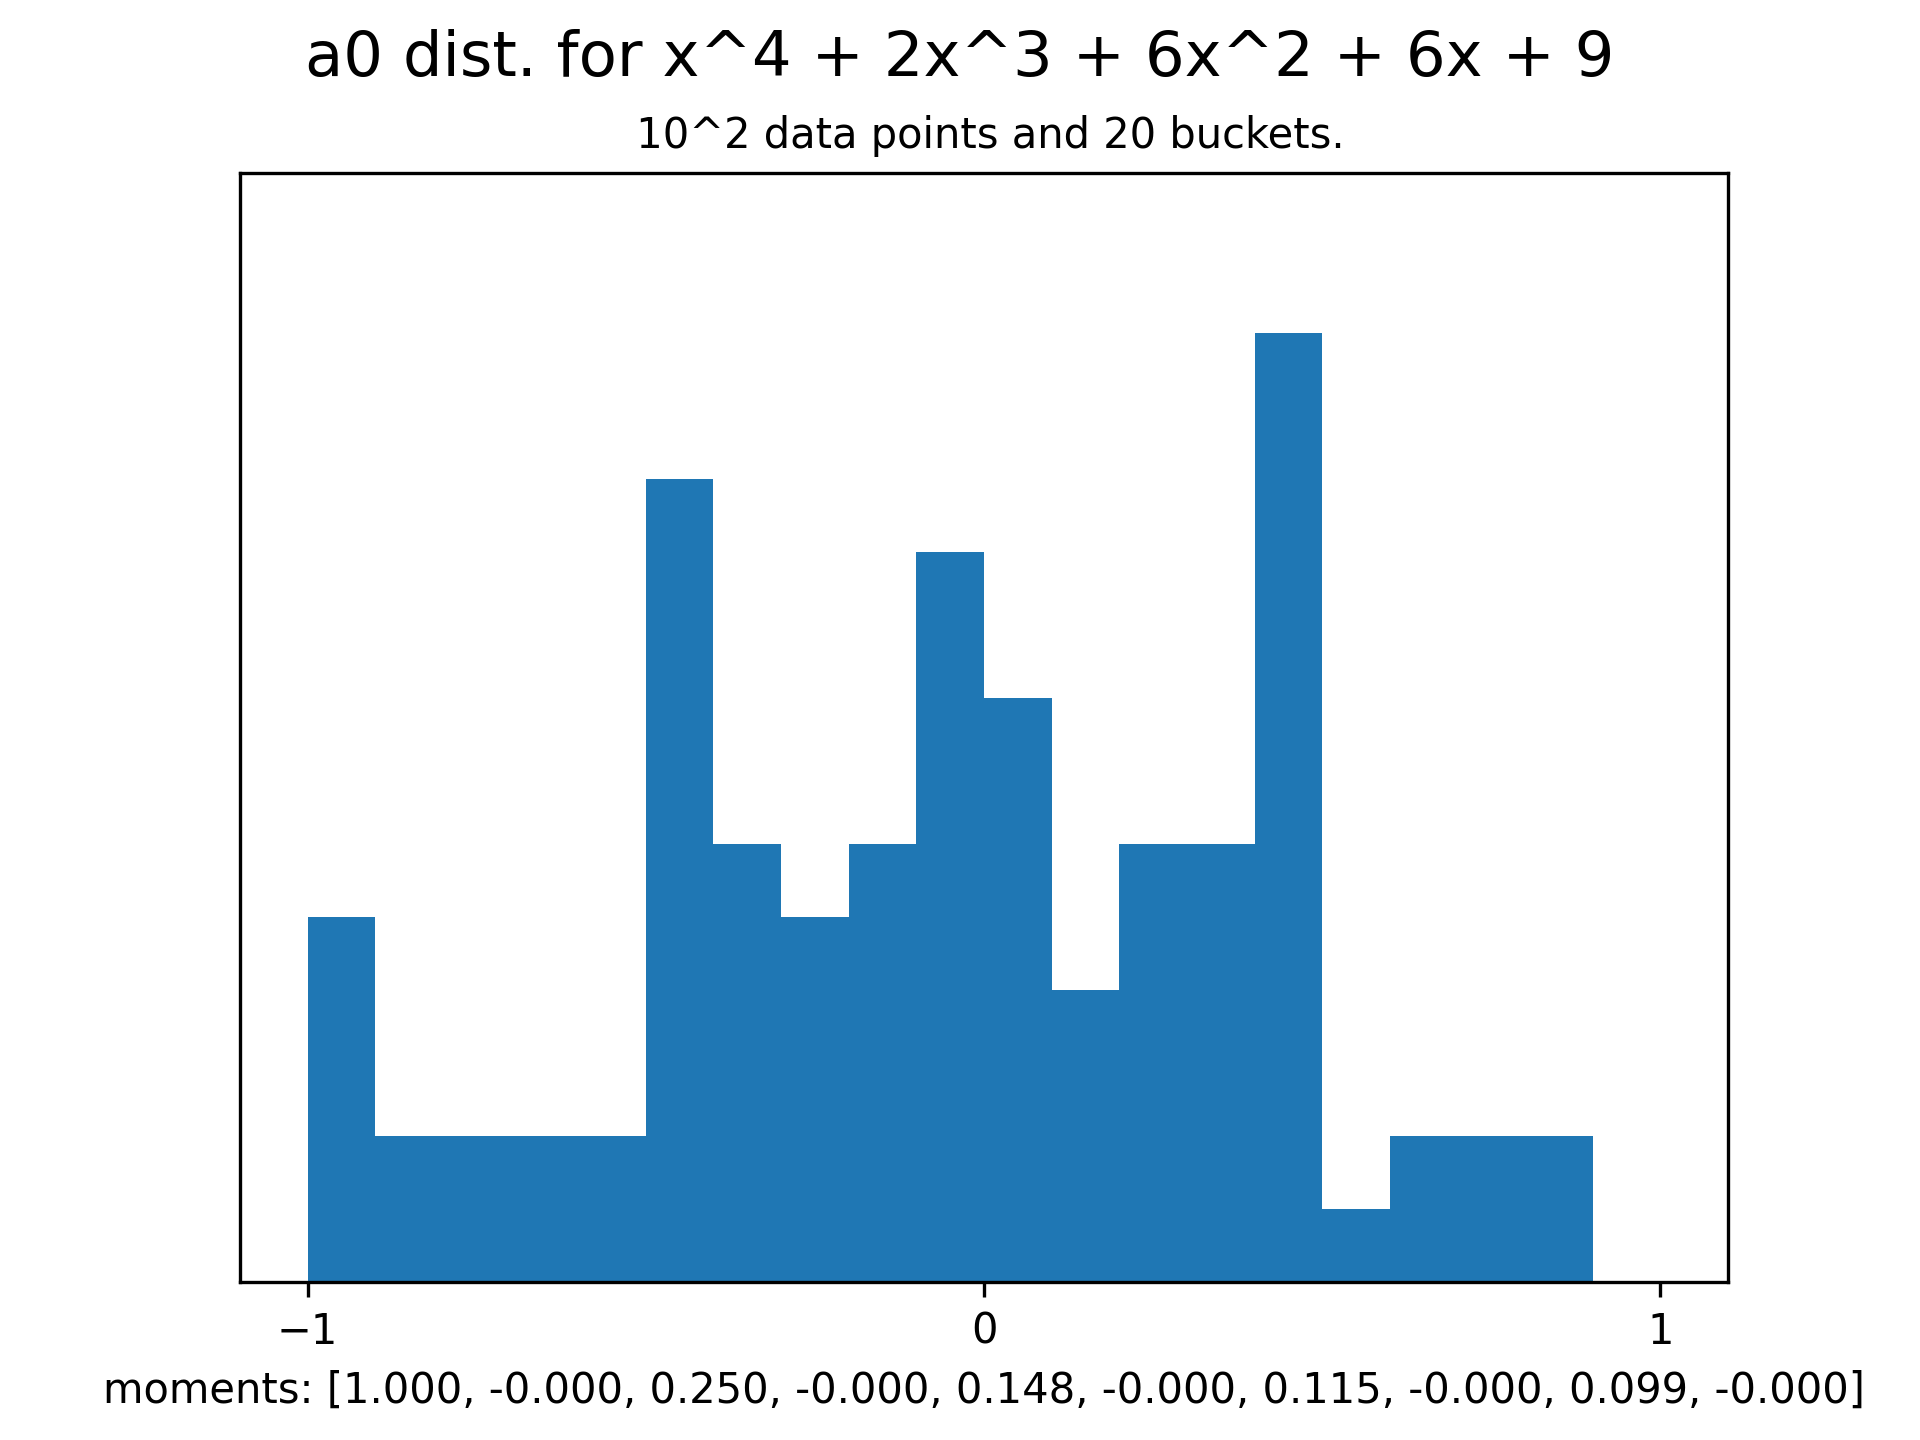 a0 dist. for x^4 + 2x^3 + 6x^2 + 6x + 9
10^2 data points and 20 buckets.
−1 0 1
moments: [1.000, -0.000, 0.250, -0.000, 0.148, -0.000, 0.115, -0.000, 0.099, -0.000]